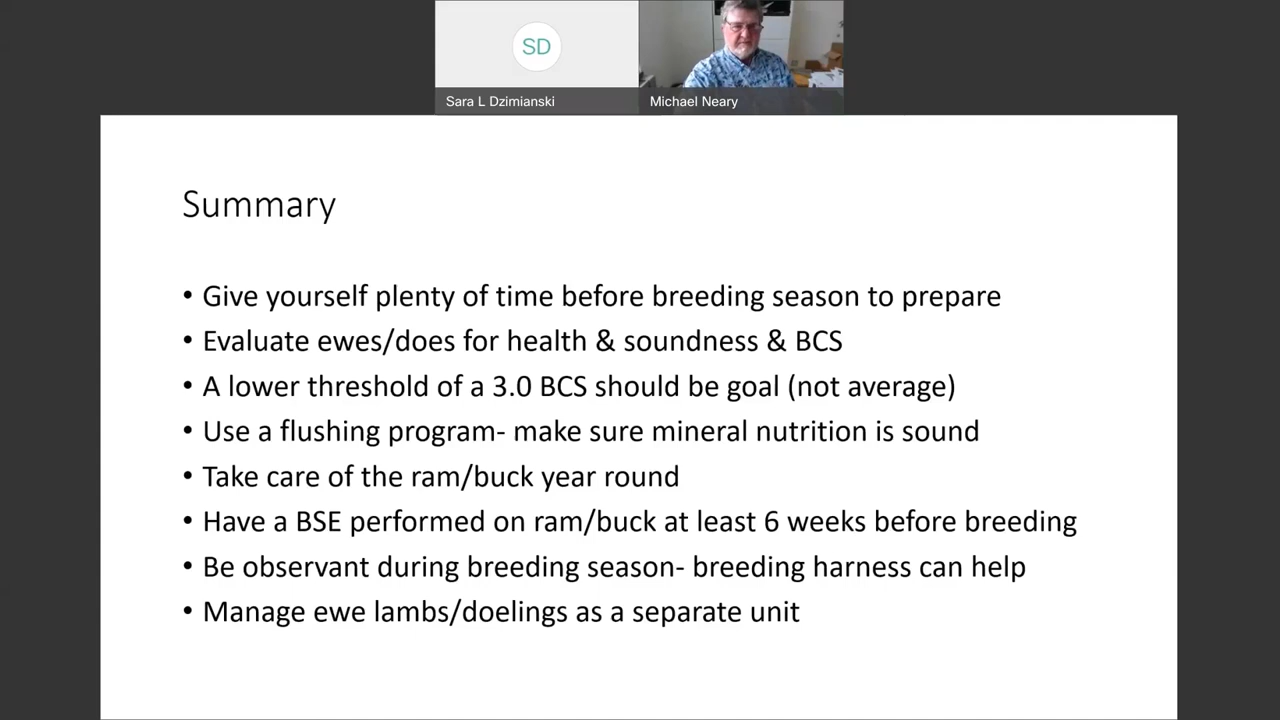 SD
Sara L Dzimianski
Michael Neary
Summary
• Give yourself plenty of time before breeding season to prepare
• Evaluate ewes/does for health & soundness & BCS
• A lower threshold of a 3.0 BCS should be goal (not average)
• Use a flushing program- make sure mineral nutrition is sound
• Take care of the ram/buck year round
• Have a BSE performed on ram/buck at least 6 weeks before breeding
• Be observant during breeding season- breeding harness can help
• Manage ewe lambs/doelings as a separate unit